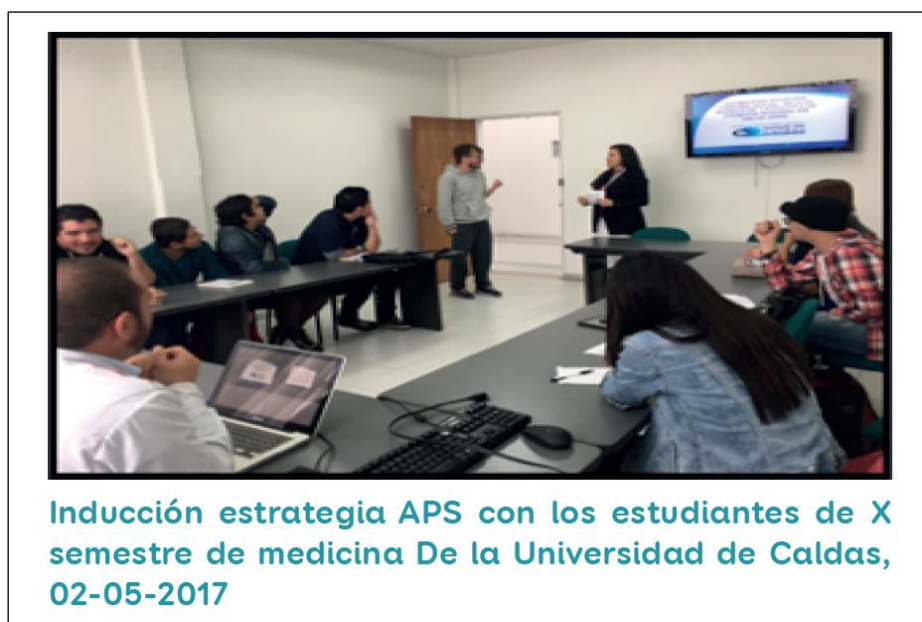 Inducción estrategia APS con los estudiantes de X
semestre de medicina De la Universidad de Caldas,
02-05-2017